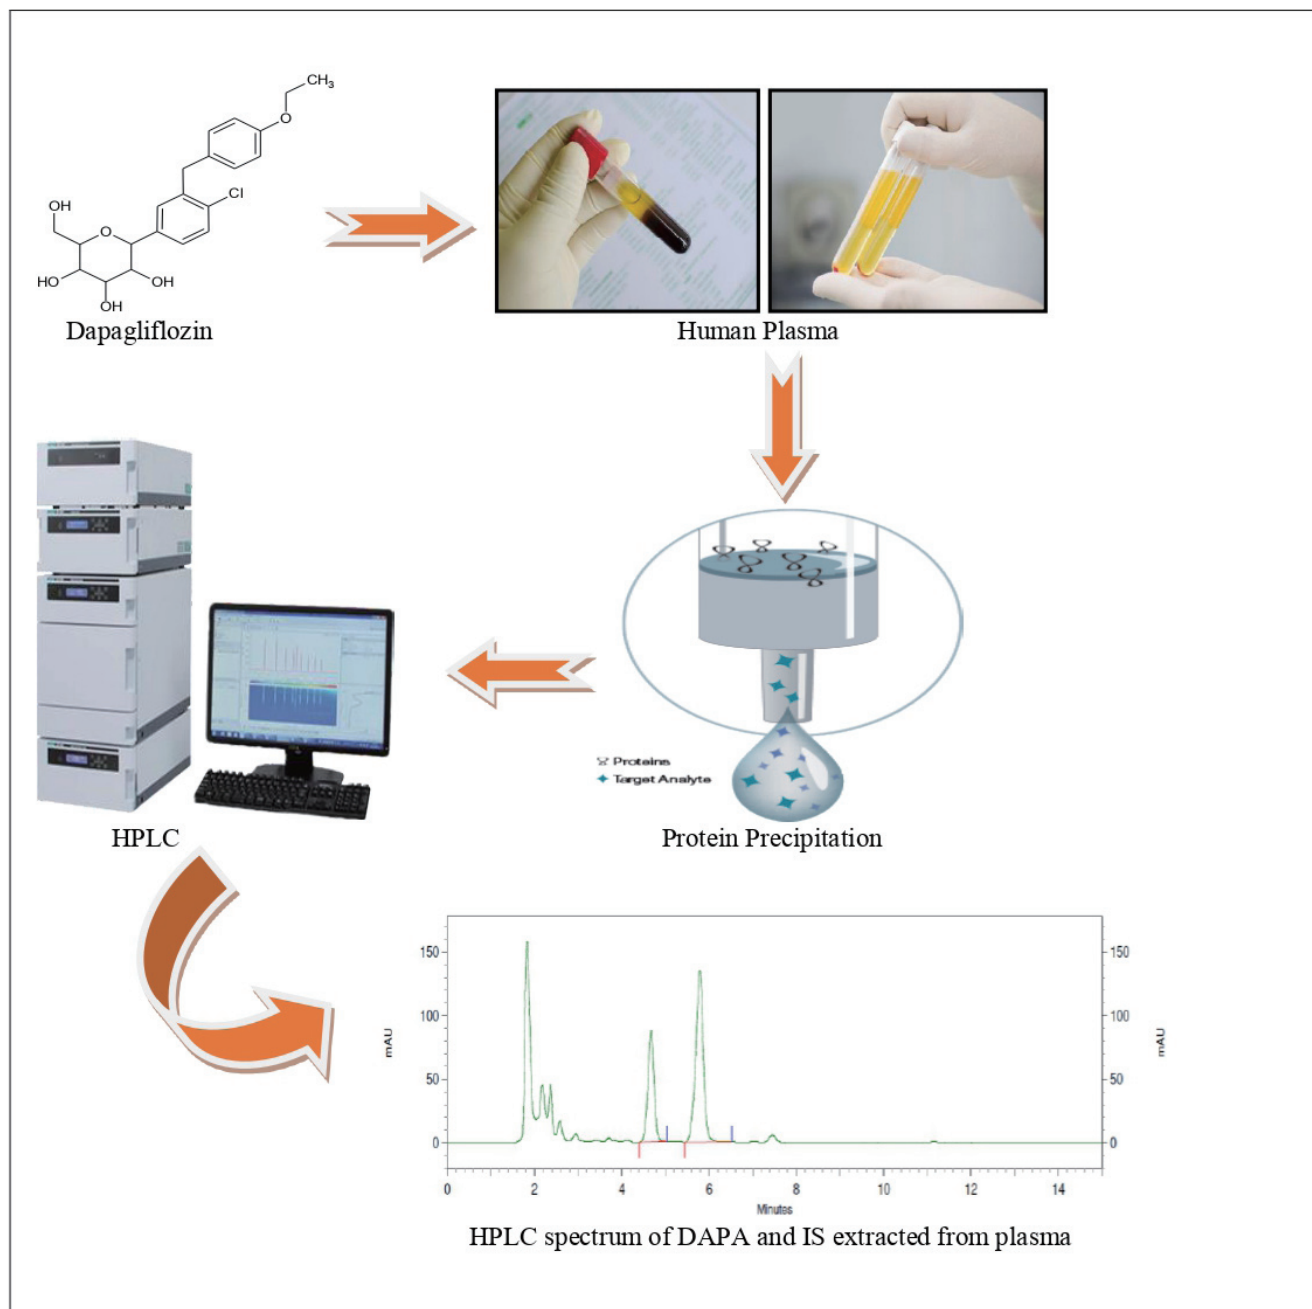 CH₃
O
Cl
OH
O
HO
OH
HO
OH
Dapagliflozin
Human Plasma
Proteins
Target Analyte
HPLC
Protein Precipitation
150
150
100
100
mAU
mAU
50
50
0
0
0 2 4 6 8 10 12 14
Minutes
HPLC spectrum of DAPA and IS extracted from plasma